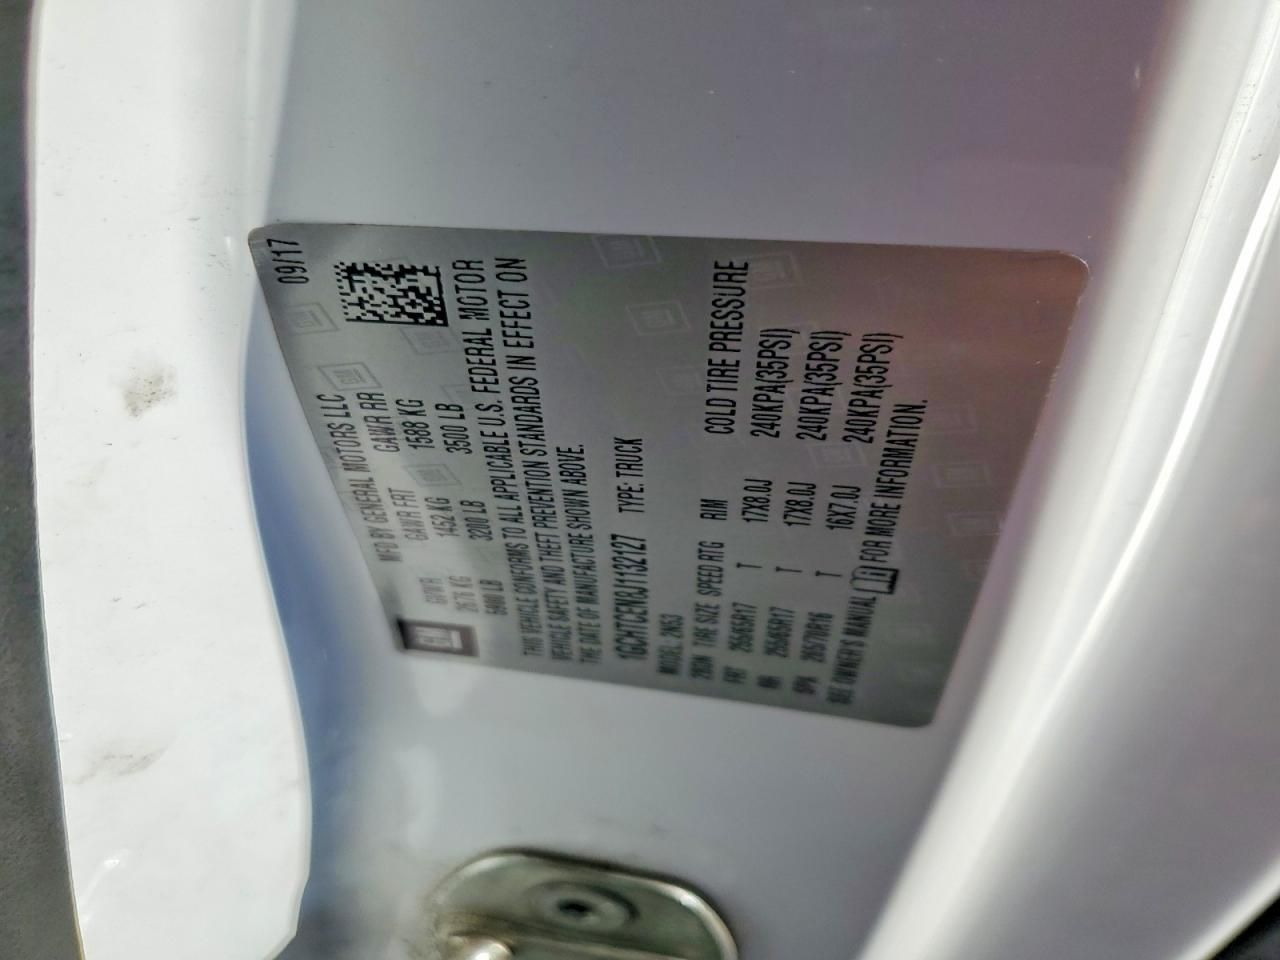 09/17
MFD BY GENERAL MOTORS LLC
GVWR GAWR FRT GAWR RR
2676 KG 1452 KG 1588 KG
5900 LB 3200 LB 3500 LB
THIS VEHICLE CONFORMS TO ALL APPLICABLE U.S. FEDERAL MOTOR
VEHICLE SAFETY AND THEFT PREVENTION STANDARDS IN EFFECT ON
THE DATE OF MANUFACTURE SHOWN ABOVE.
1GCHTCEN8J1132127 TYPE: TRUCK
MODEL: 2N53
TIRE SIZE SPEED RTG RIM COLD TIRE PRESSURE
FRT 255/65R17 T 17X8.0J 240KPA(35PSI)
RR 255/65R17 T 17X8.0J 240KPA(35PSI)
SPA 265/70R16 T 16X7.0J 240KPA(35PSI)
SEE OWNER'S MANUAL FOR MORE INFORMATION.